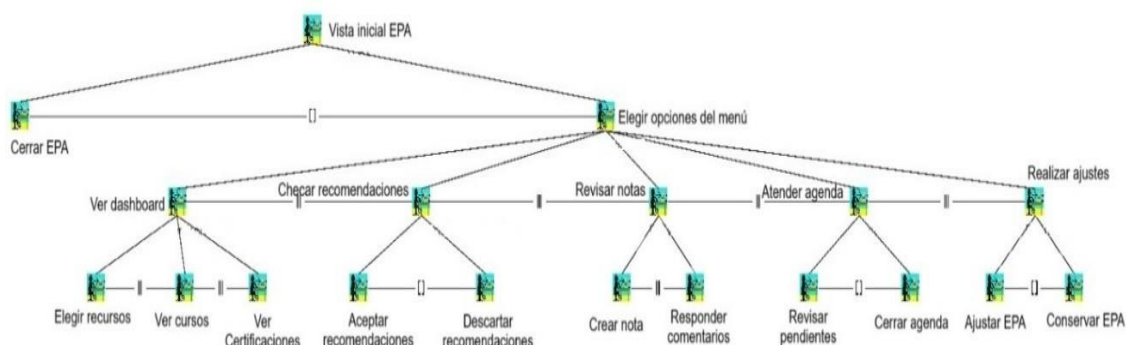 Vista inicial EPA
[]
Elegir opciones del menú
Cerrar EPA
Realizar ajustes
Checar recomendaciones
Revisar notas
Atender agenda
Ver dashboard
|||
|||
|||
|||
|||
|||
[]
|||
[]
[]
Elegir recursos
Ver cursos
Ver
Certificaciones
Aceptar
recomendaciones
Descartar
recomendaciones
Crear nota
Responder
comentarios
Revisar
pendientes
Cerrar agenda
Ajustar EPA
Conservar EPA